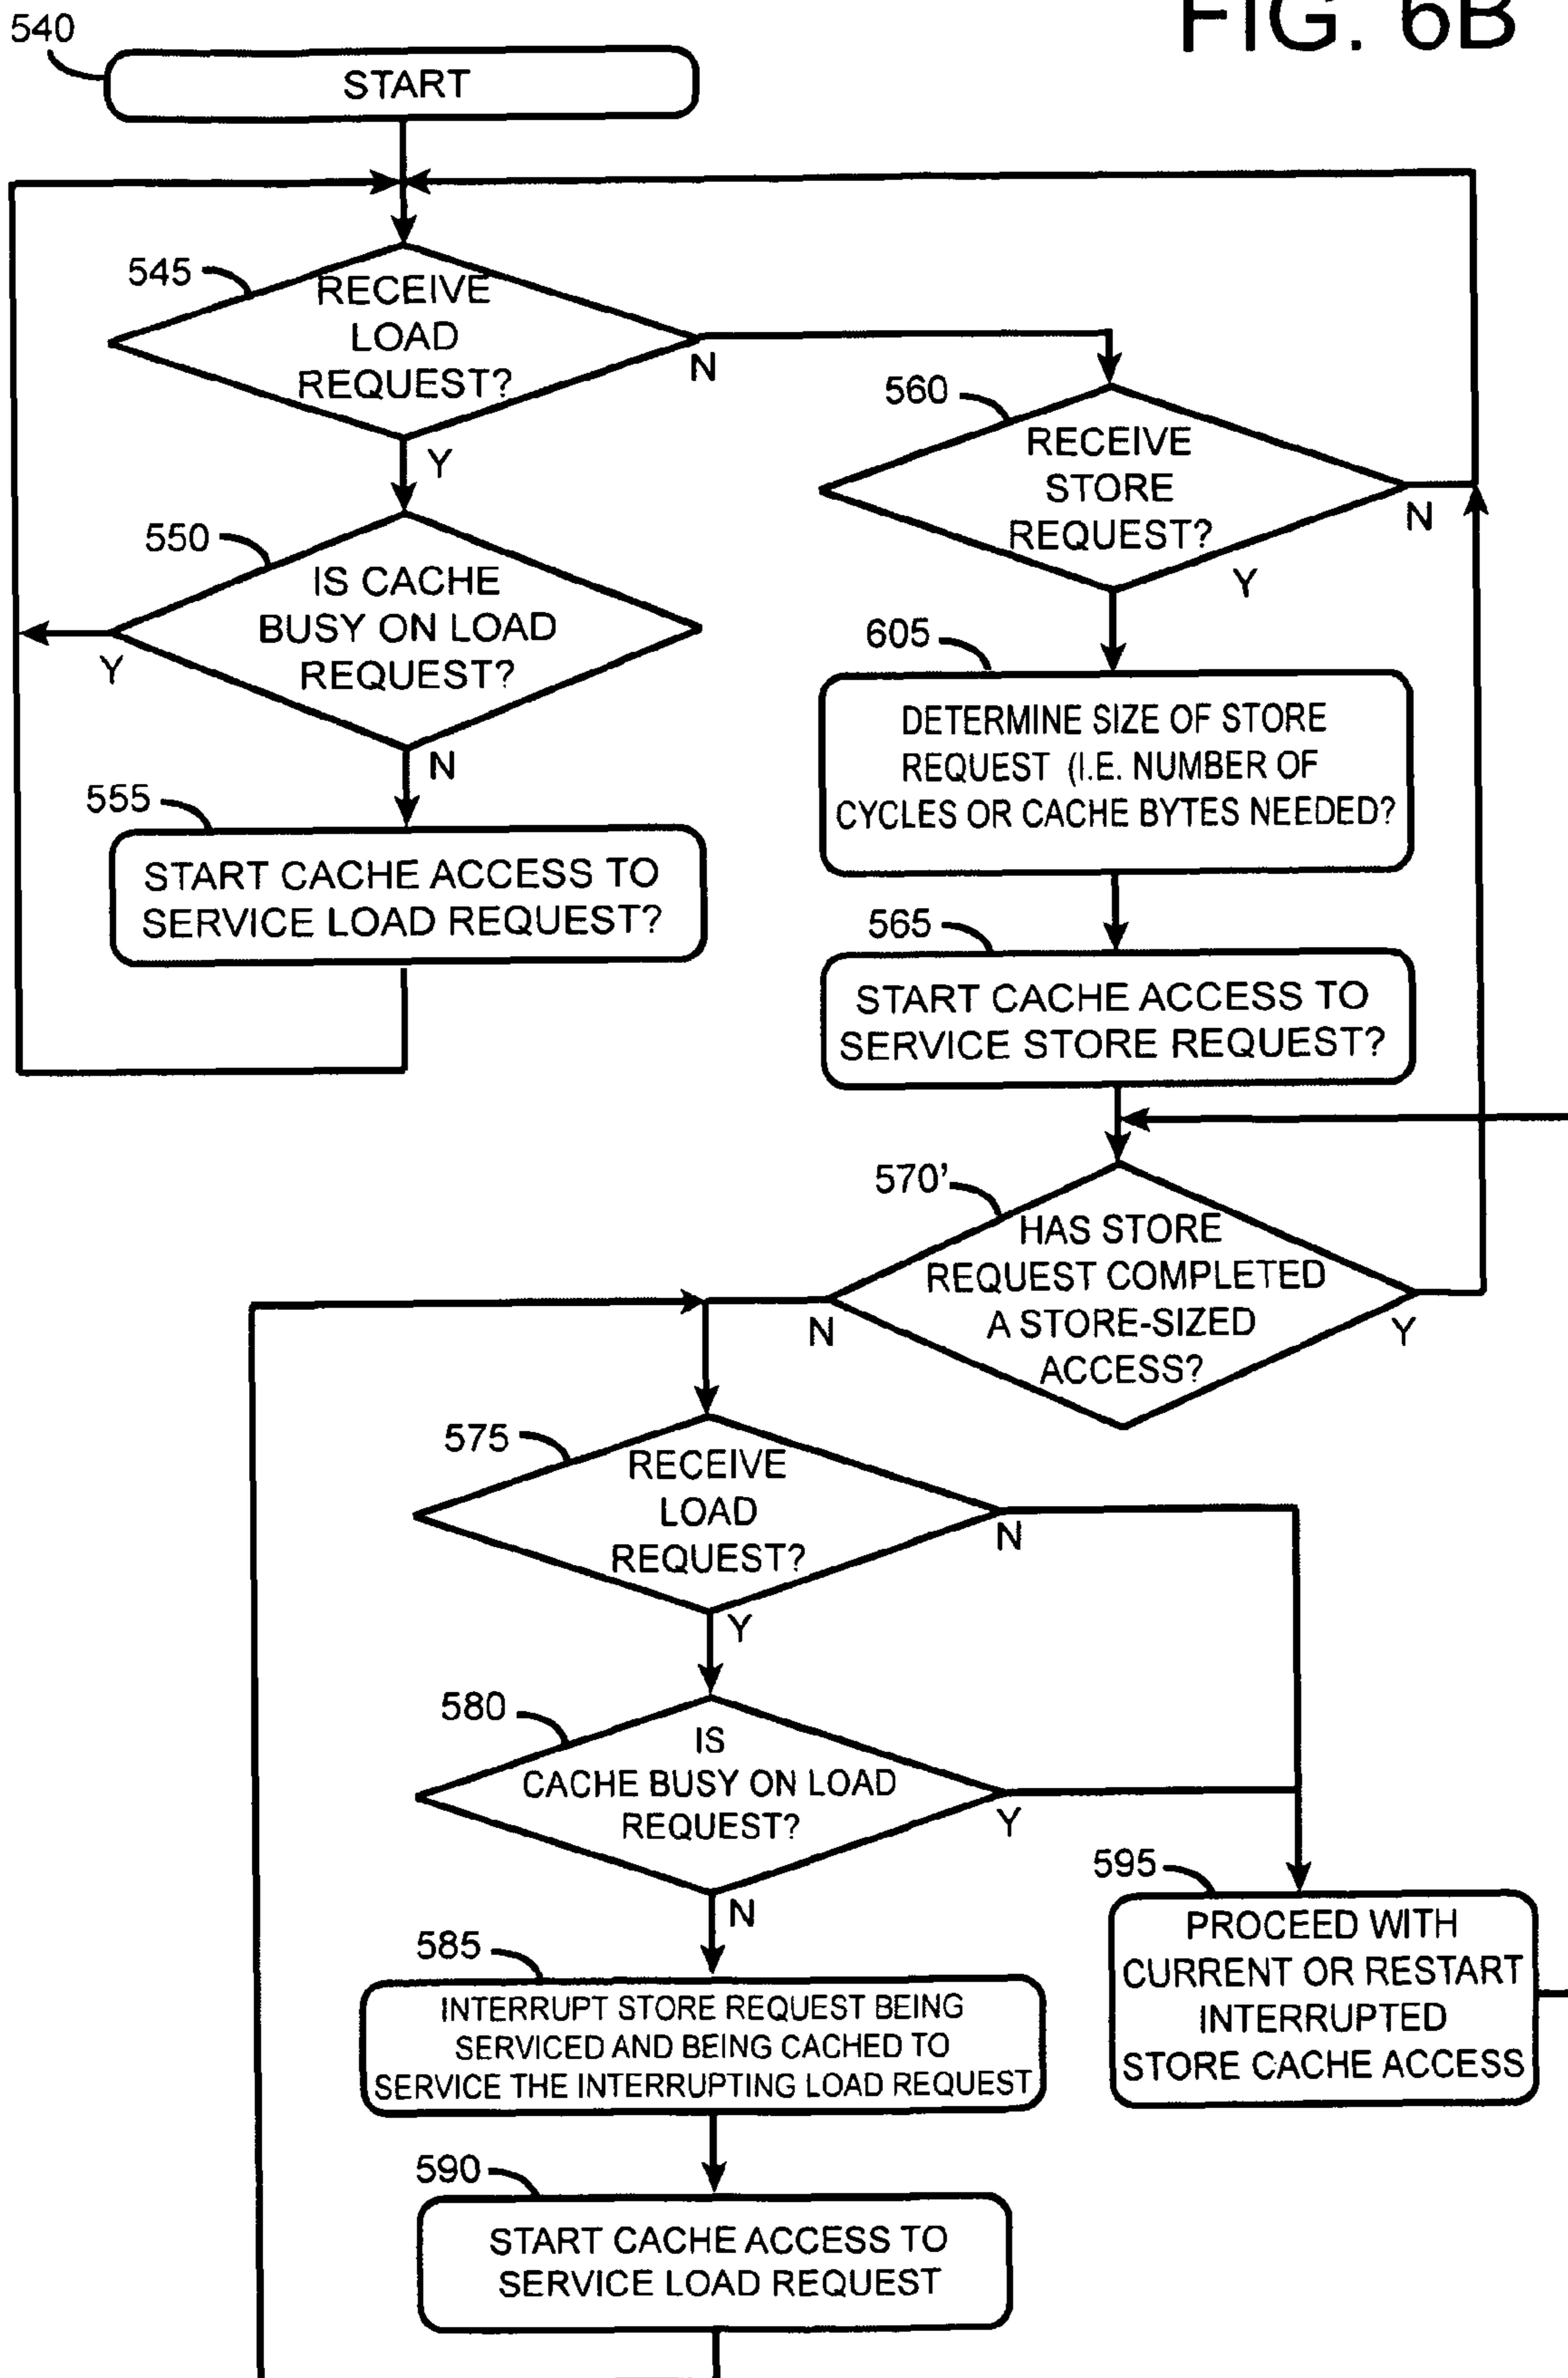 FIG. 6B
540
START
545
RECEIVE
LOAD
REQUEST?
N
Y
560
RECEIVE
STORE
REQUEST?
N
Y
550
IS CACHE
BUSY ON LOAD
REQUEST?
Y
N
605
DETERMINE SIZE OF STORE
REQUEST (I.E. NUMBER OF
CYCLES OR CACHE BYTES NEEDED?
555
START CACHE ACCESS TO
SERVICE LOAD REQUEST?
565
START CACHE ACCESS TO
SERVICE STORE REQUEST?
570'
HAS STORE
REQUEST COMPLETED
A STORE-SIZED
ACCESS?
N
Y
575
RECEIVE
LOAD
REQUEST?
N
Y
580
IS
CACHE BUSY ON LOAD
REQUEST?
Y
N
595
PROCEED WITH
CURRENT OR RESTART
INTERRUPTED
STORE CACHE ACCESS
585
INTERRUPT STORE REQUEST BEING
SERVICED AND BEING CACHED TO
SERVICE THE INTERRUPTING LOAD REQUEST
590
START CACHE ACCESS TO
SERVICE LOAD REQUEST